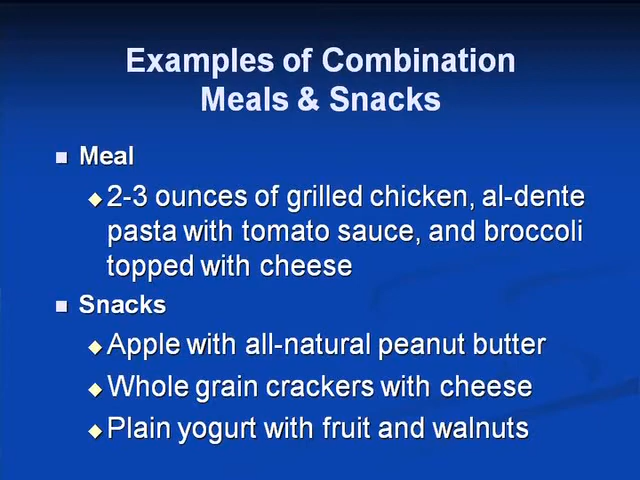 Examples of Combination
Meals & Snacks
Meal
2-3 ounces of grilled chicken, al-dente
pasta with tomato sauce, and broccoli
topped with cheese
Snacks
Apple with all-natural peanut butter
Whole grain crackers with cheese
Plain yogurt with fruit and walnuts